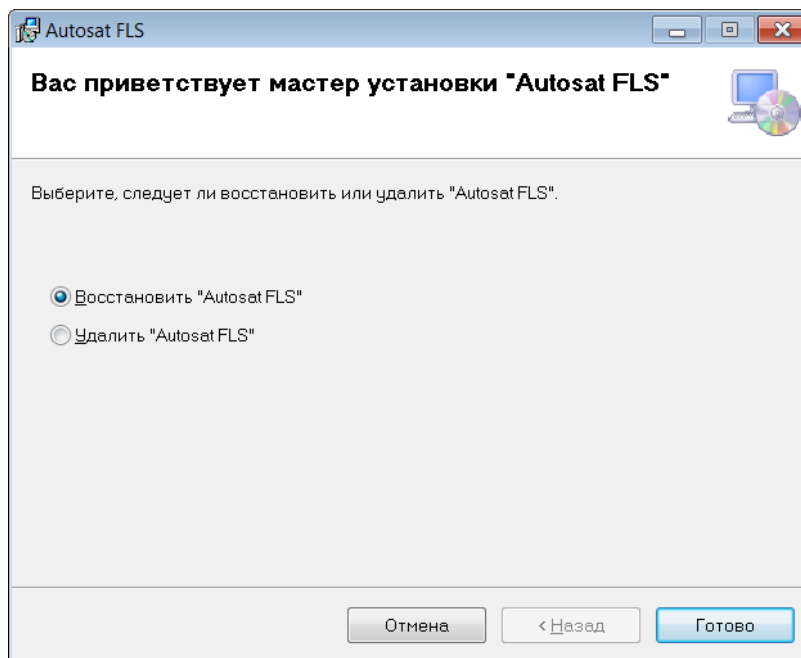 Autosat FLS
Вас приветствует мастер установки "Autosat FLS"
Выберите, следует ли восстановить или удалить "Autosat FLS".
Восстановить "Autosat FLS"
Удалить "Autosat FLS"
Отмена
< Назад
Готово